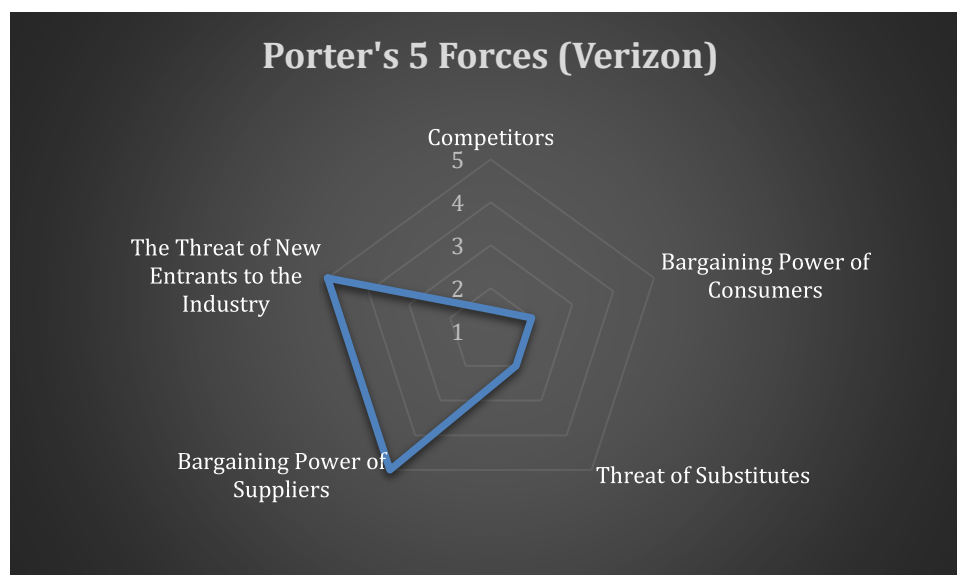 Porter's 5 Forces (Verizon)
Competitors
5
4
3
2
1
Bargaining Power of
Consumers
Threat of Substitutes
Bargaining Power of
Suppliers
The Threat of New
Entrants to the
Industry